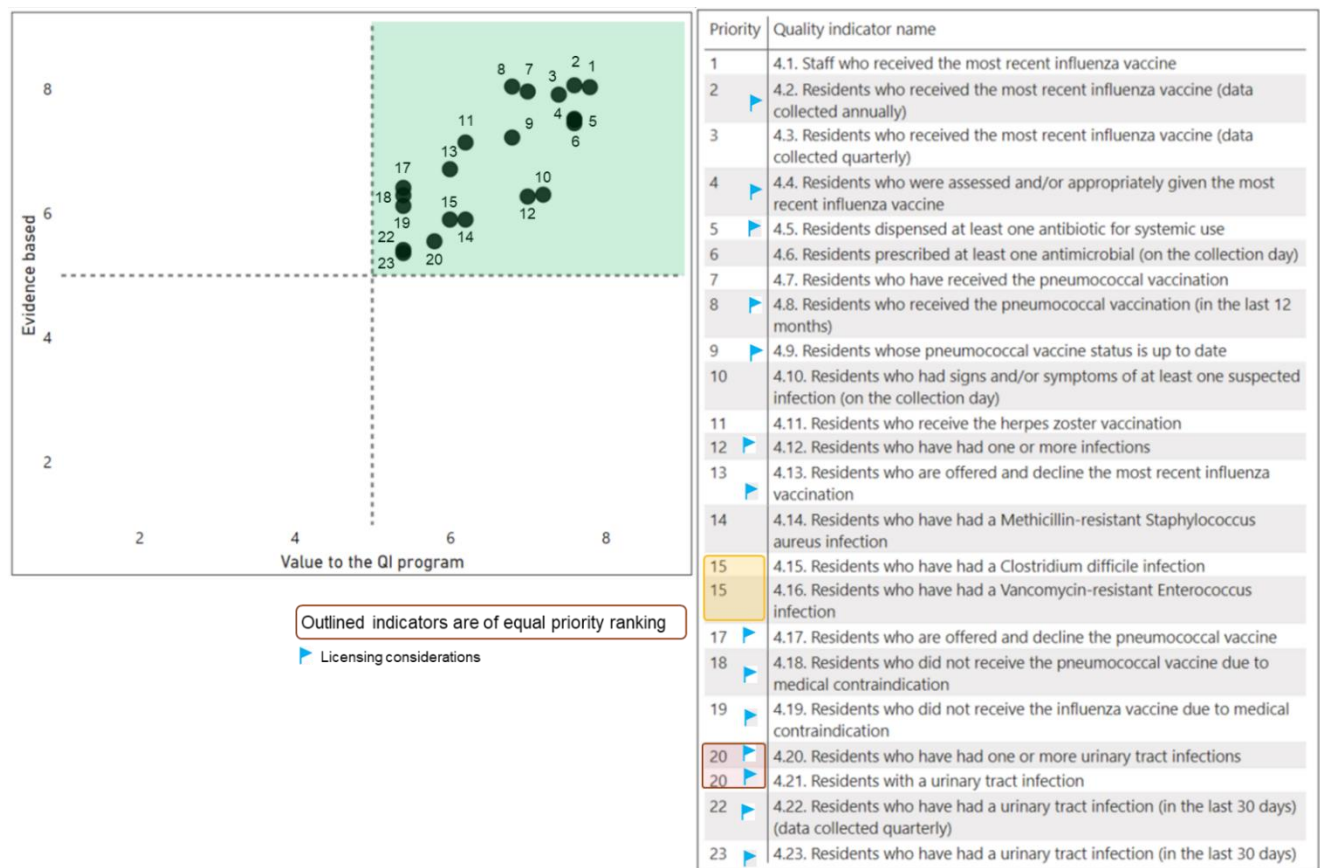 8
6
4
2
Evidence based
2
4
6
8
Value to the QI program
8
7
3
2
1
4
5
6
9
11
13
10
12
17
18
19
15
14
22
23
20
Outlined indicators are of equal priority ranking
Licensing considerations
Priority Quality indicator name
1 4.1. Staff who received the most recent influenza vaccine
2 4.2. Residents who received the most recent influenza vaccine (data
collected annually)
3 4.3. Residents who received the most recent influenza vaccine (data
collected quarterly)
4 4.4. Residents who were assessed and/or appropriately given the most
recent influenza vaccine
5 4.5. Residents dispensed at least one antibiotic for systemic use
6 4.6. Residents prescribed at least one antimicrobial (on the collection day)
7 4.7. Residents who have received the pneumococcal vaccination
8 4.8. Residents who received the pneumococcal vaccination (in the last 12
months)
9 4.9. Residents whose pneumococcal vaccine status is up to date
10 4.10. Residents who had signs and/or symptoms of at least one suspected
infection (on the collection day)
11 4.11. Residents who receive the herpes zoster vaccination
12 4.12. Residents who have had one or more infections
13 4.13. Residents who are offered and decline the most recent influenza
vaccination
14 4.14. Residents who have had a Methicillin-resistant Staphylococcus
aureus infection
15 4.15. Residents who have had a Clostridium difficile infection
15 4.16. Residents who have had a Vancomycin-resistant Enterococcus
infection
17 4.17. Residents who are offered and decline the pneumococcal vaccine
18 4.18. Residents who did not receive the pneumococcal vaccine due to
medical contraindication
19 4.19. Residents who did not receive the influenza vaccine due to medical
contraindication
20 4.20. Residents who have had one or more urinary tract infections
20 4.21. Residents with a urinary tract infection
22 4.22. Residents who have had a urinary tract infection (in the last 30 days)
(data collected quarterly)
23 4.23. Residents who have had a urinary tract infection (in the last 30 days)